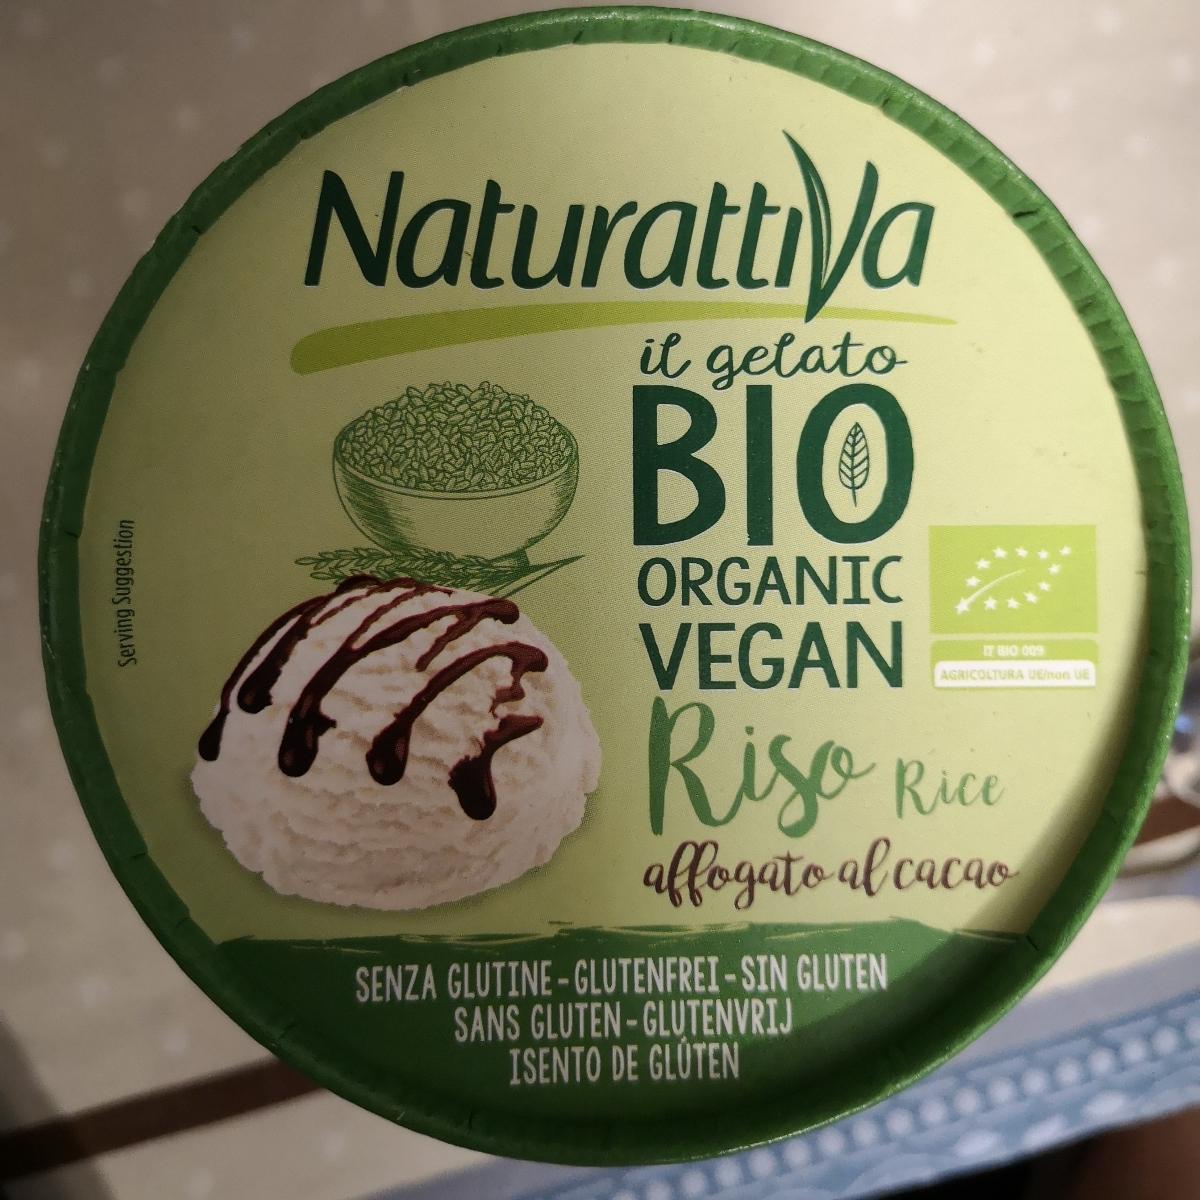 NaturattiVa
il gelato
BIO
ORGANIC
VEGAN
IT BIO 009
AGRICOLTURA UE/non UE
Riso Rice
affogato al cacao
Serving Suggestion
SENZA GLUTINE - GLUTENFREI - SIN GLUTEN
SANS GLUTEN - GLUTENVRIJ
ISENTO DE GLÚTEN